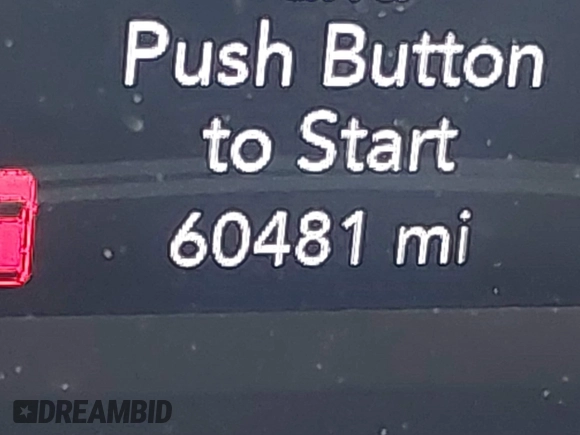 Push Button
to Start
60481 mi
DREAMBID